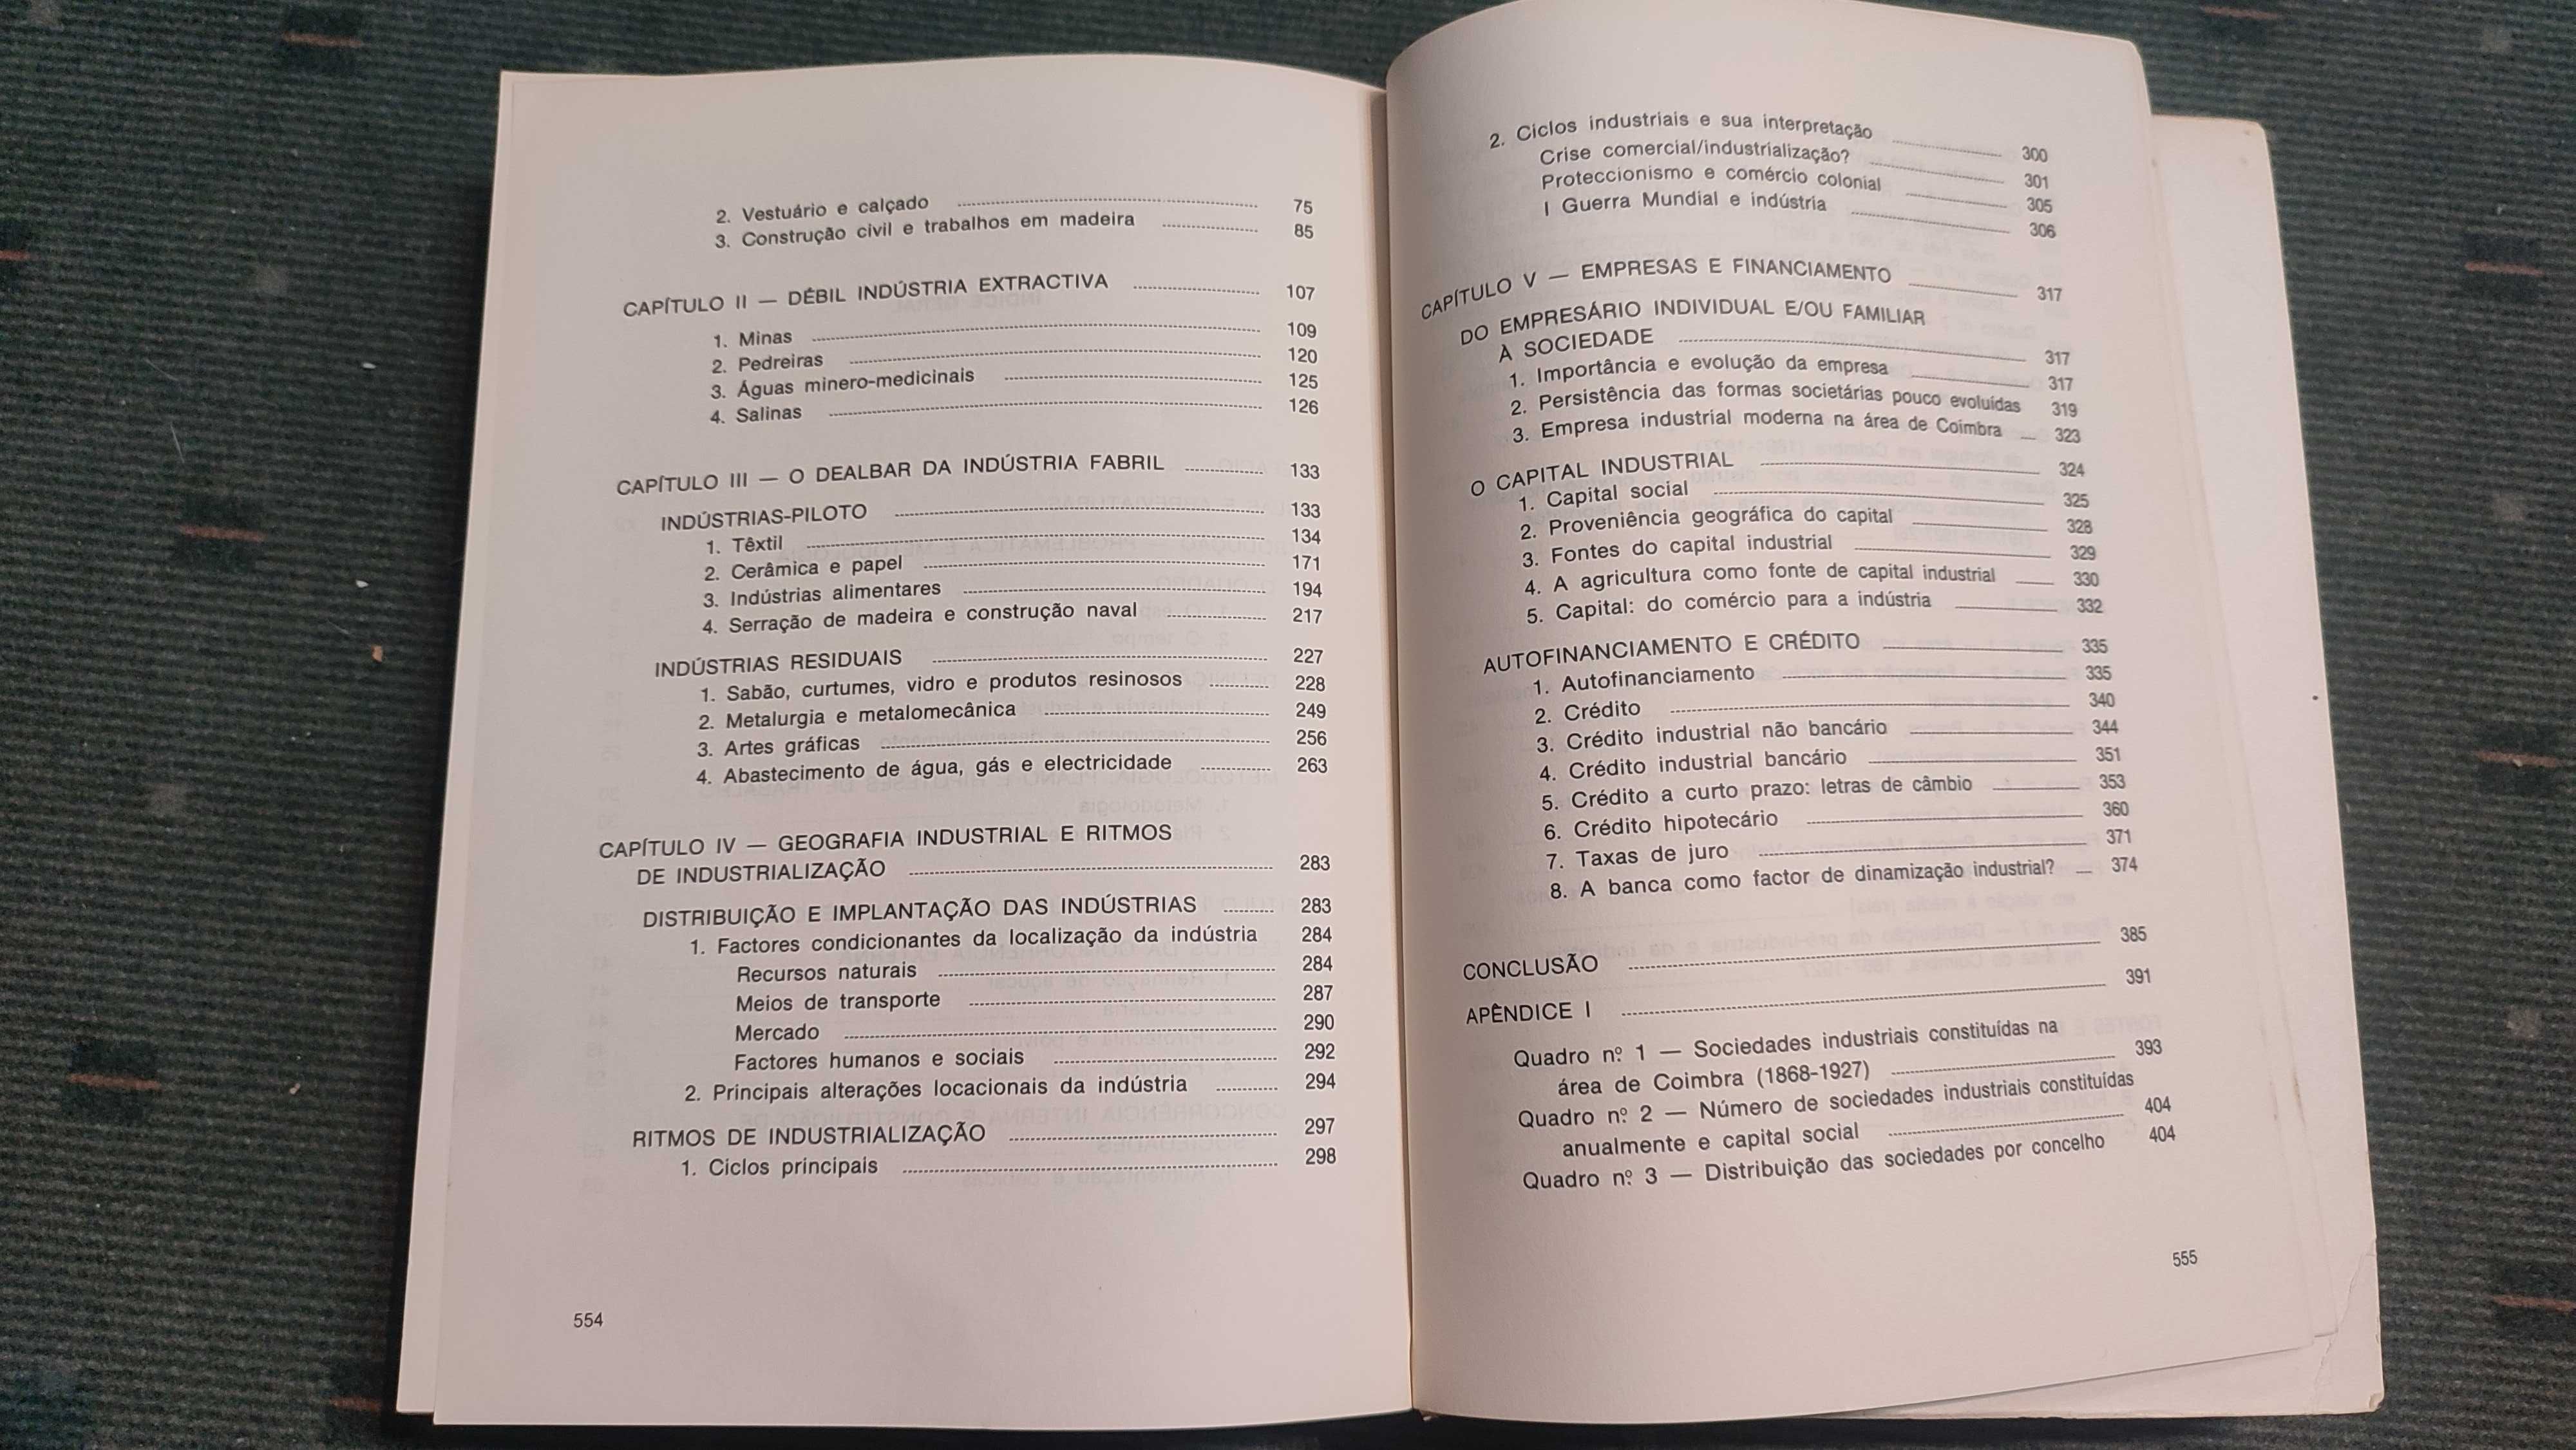 2. Vestuário e calçado 75
3. Construção civil e trabalhos em madeira 85
CAPÍTULO II — DÉBIL INDÚSTRIA EXTRACTIVA 107
1. Minas 109
2. Pedreiras 120
3. Águas minero-medicinais 125
4. Salinas 126
CAPÍTULO III — O DEALBAR DA INDÚSTRIA FABRIL 133
INDÚSTRIAS-PILOTO 133
1. Têxtil 134
2. Cerâmica e papel 171
3. Indústrias alimentares 194
4. Serração de madeira e construção naval 217
INDÚSTRIAS RESIDUAIS 227
1. Sabão, curtumes, vidro e produtos resinosos 228
2. Metalurgia e metalomecânica 249
3. Artes gráficas 256
4. Abastecimento de água, gás e electricidade 263
CAPÍTULO IV — GEOGRAFIA INDUSTRIAL E RITMOS
DE INDUSTRIALIZAÇÃO 283
DISTRIBUIÇÃO E IMPLANTAÇÃO DAS INDÚSTRIAS 283
1. Factores condicionantes da localização da indústria 284
Recursos naturais 284
Meios de transporte 287
Mercado 290
Factores humanos e sociais 292
2. Principais alterações locacionais da indústria 294
RITMOS DE INDUSTRIALIZAÇÃO 297
1. Ciclos principais 298
554
2. Ciclos industriais e sua interpretação 300
Crise comercial/industrialização? 301
Proteccionismo e comércio colonial 305
I Guerra Mundial e indústria 306
CAPÍTULO V — EMPRESAS E FINANCIAMENTO 317
DO EMPRESÁRIO INDIVIDUAL E/OU FAMILIAR
À SOCIEDADE 317
1. Importância e evolução da empresa 317
2. Persistência das formas societárias pouco evoluídas 319
3. Empresa industrial moderna na área de Coimbra 323
O CAPITAL INDUSTRIAL 324
1. Capital social 325
2. Proveniência geográfica do capital 328
3. Fontes do capital industrial 329
4. A agricultura como fonte de capital industrial 330
5. Capital: do comércio para a indústria 332
AUTOFINANCIAMENTO E CRÉDITO 335
1. Autofinanciamento 335
2. Crédito 340
3. Crédito industrial não bancário 344
4. Crédito industrial bancário 351
5. Crédito a curto prazo: letras de câmbio 353
6. Crédito hipotecário 360
7. Taxas de juro 371
8. A banca como factor de dinamização industrial? 374
CONCLUSÃO 385
APÊNDICE I 391
Quadro nº 1 — Sociedades industriais constituídas na
área de Coimbra (1868-1927) 393
Quadro nº 2 — Número de sociedades industriais constituídas
anualmente e capital social 404
Quadro nº 3 — Distribuição das sociedades por concelho 404
555